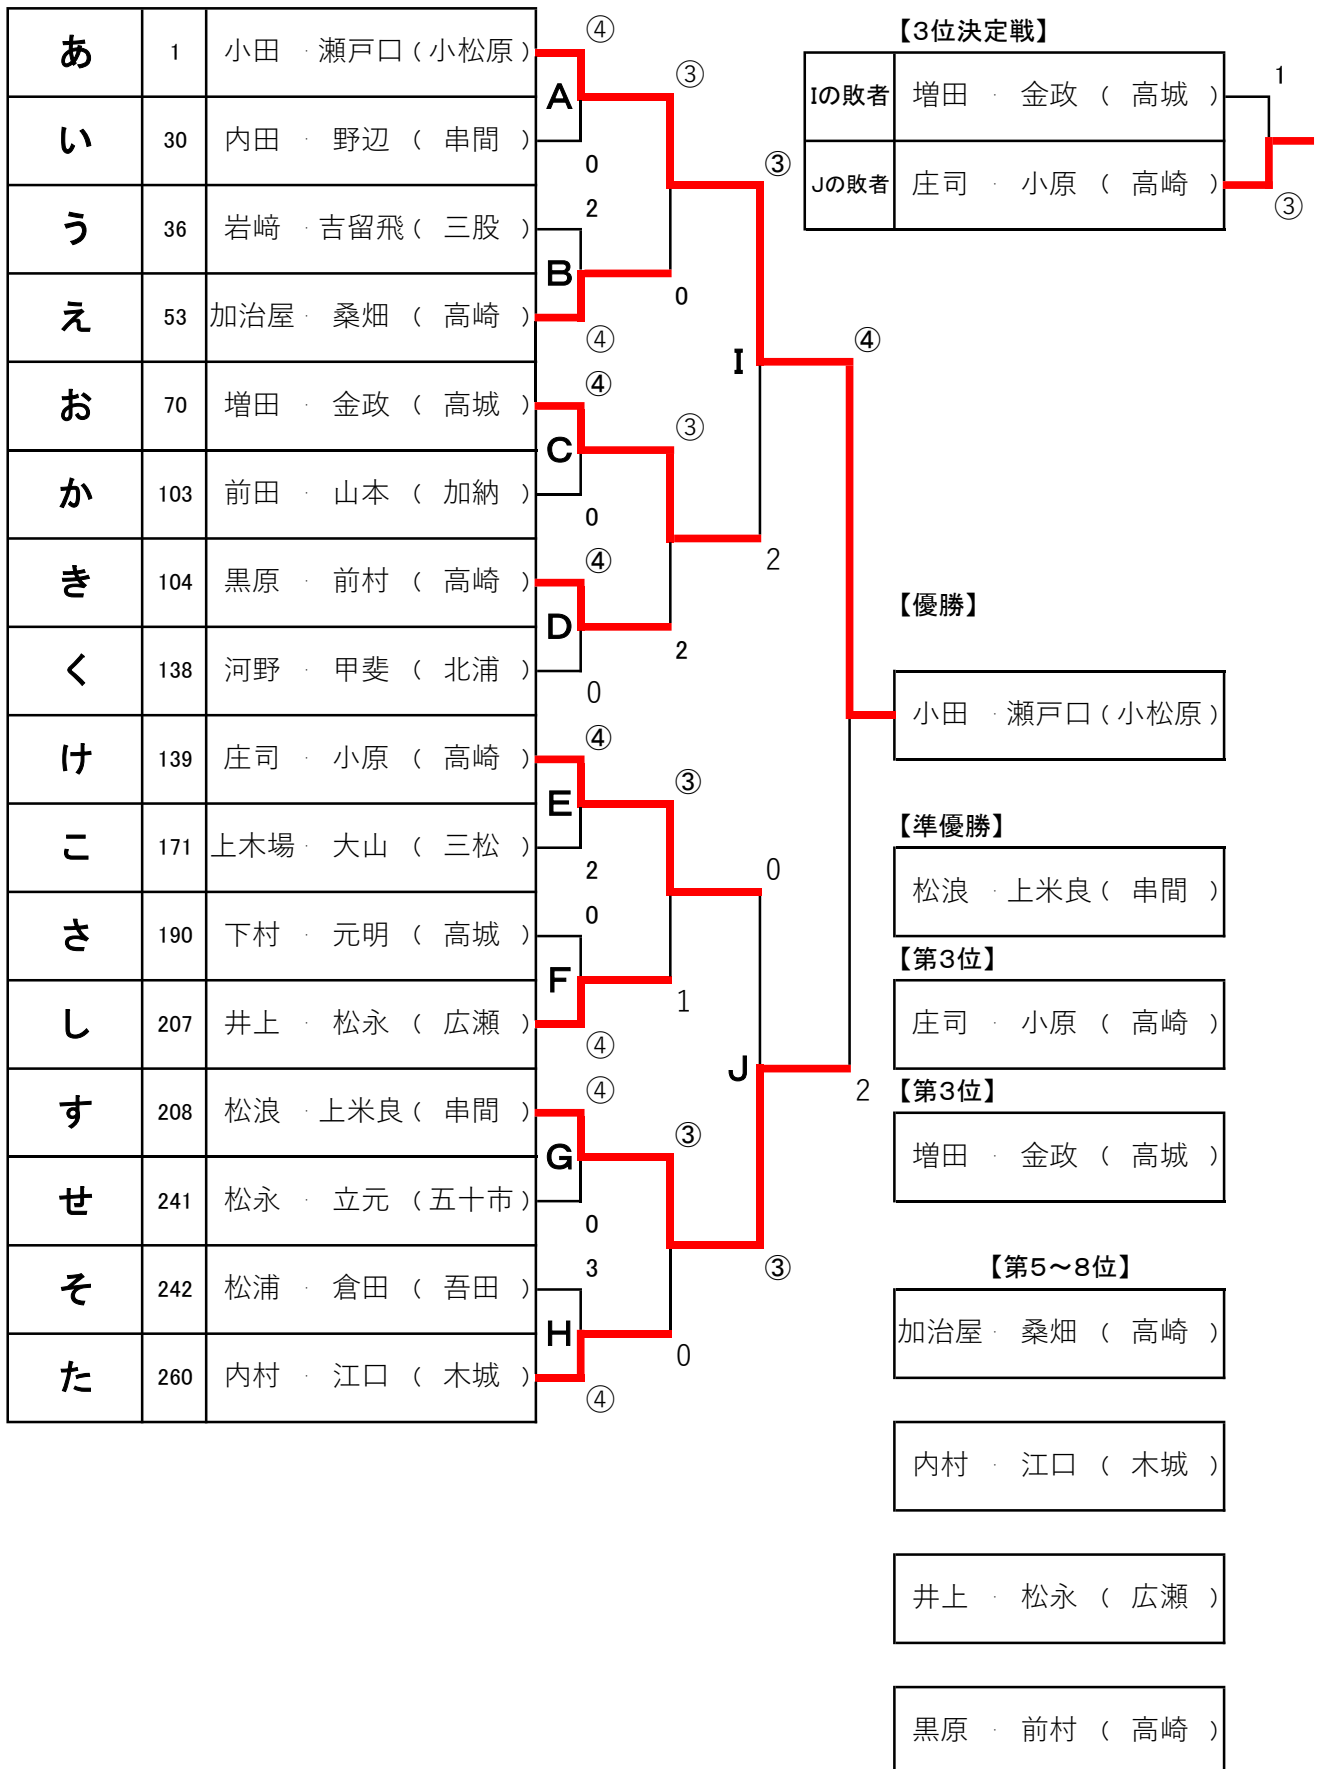 あ 1 小田 ・ 瀬戸口 ( 小松原 )
い 30 内田 ・ 野辺 ( 串間 )
う 36 岩﨑 ・ 吉留飛 ( 三股 )
え 53 加治屋 ・ 桑畑 ( 高崎 )
お 70 増田 ・ 金政 ( 高城 )
か 103 前田 ・ 山本 ( 加納 )
き 104 黒原 ・ 前村 ( 高崎 )
く 138 河野 ・ 甲斐 ( 北浦 )
け 139 庄司 ・ 小原 ( 高崎 )
こ 171 上木場 ・ 大山 ( 三松 )
さ 190 下村 ・ 元明 ( 高城 )
し 207 井上 ・ 松永 ( 広瀬 )
す 208 松浪 ・ 上米良 ( 串間 )
せ 241 松永 ・ 立元 ( 五十市 )
そ 242 松浦 ・ 倉田 ( 吾田 )
た 260 内村 ・ 江口 ( 木城 )
④
A
0
2
B
④
④
C
0
④
D
0
④
E
2
0
F
④
④
G
0
3
H
④
③
0
③
2
③
1
③
0
③
I
2
0
J
③
④
2
【3位決定戦】
Iの敗者 増田 ・ 金政 ( 高城 )
1
Jの敗者 庄司 ・ 小原 ( 高崎 )
③
【優勝】
小田 ・ 瀬戸口 ( 小松原 )
【準優勝】
松浪 ・ 上米良 ( 串間 )
【第3位】
庄司 ・ 小原 ( 高崎 )
【第3位】
増田 ・ 金政 ( 高城 )
【第5～8位】
加治屋 ・ 桑畑 ( 高崎 )
内村 ・ 江口 ( 木城 )
井上 ・ 松永 ( 広瀬 )
黒原 ・ 前村 ( 高崎 )